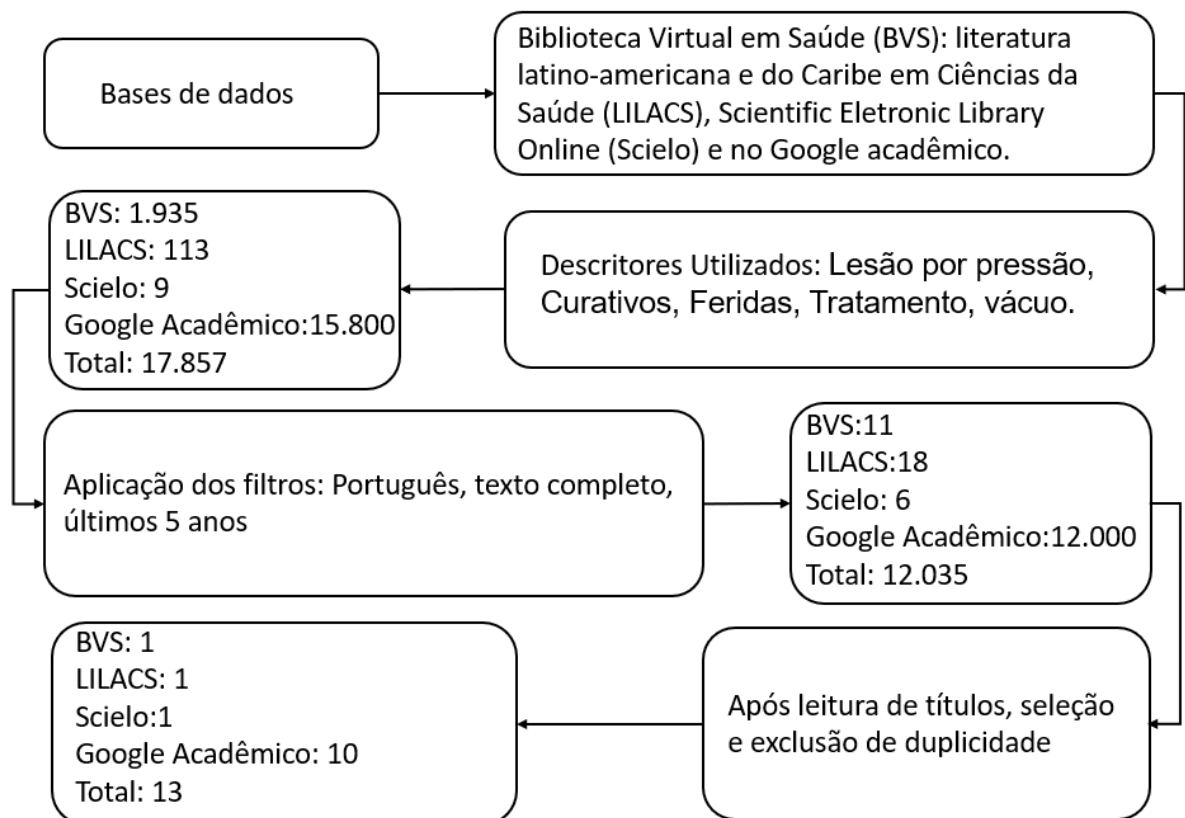 Bases de dados
Biblioteca Virtual em Saúde (BVS): literatura
latino-americana e do Caribe em Ciências da
Saúde (LILACS), Scientific Eletronic Library
Online (Scielo) e no Google acadêmico.
Descritores Utilizados: Lesão por pressão,
Curativos, Feridas, Tratamento, vácuo.
BVS: 1.935
LILACS: 113
Scielo: 9
Google Acadêmico:15.800
Total: 17.857
Aplicação dos filtros: Português, texto completo,
últimos 5 anos
BVS:11
LILACS:18
Scielo: 6
Google Acadêmico:12.000
Total: 12.035
Após leitura de títulos, seleção
e exclusão de duplicidade
BVS: 1
LILACS: 1
Scielo:1
Google Acadêmico: 10
Total: 13